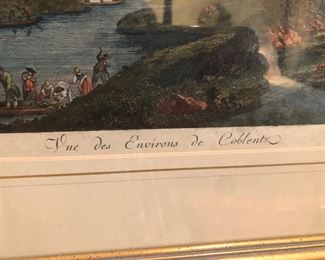 Vue des Environs de Coblentz